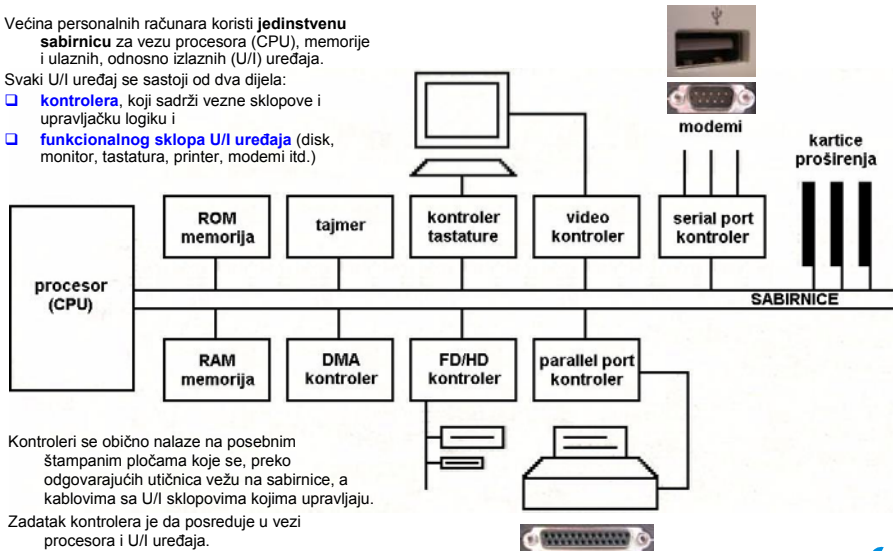 Većina personalnih računara koristi jedinstvenu
sabirnicu za vezu procesora (CPU), memorije
i ulaznih, odnosno izlaznih (U/I) uređaja.
Svaki U/I uređaj se sastoji od dva dijela:
kontrolera, koji sadrži vezne sklopove i
upravljačku logiku i
funkcionalnog sklopa U/I uređaja (disk,
monitor, tastatura, printer, modemi itd.)
modemi
kartice
proširenja
ROM
memorija
tajmer
kontroler
tastature
video
kontroler
serial port
kontroler
procesor
(CPU)
SABIRNICE
RAM
memorija
DMA
kontroler
FD/HD
kontroler
parallel port
kontroler
Kontroleri se obično nalaze na posebnim
štampanim pločama koje se, preko
odgovarajućih utičnica vežu na sabirnice, a
kablovima sa U/I sklopovima kojima upravljaju.
Zadatak kontrolera je da posreduje u vezi
procesora i U/I uređaja.